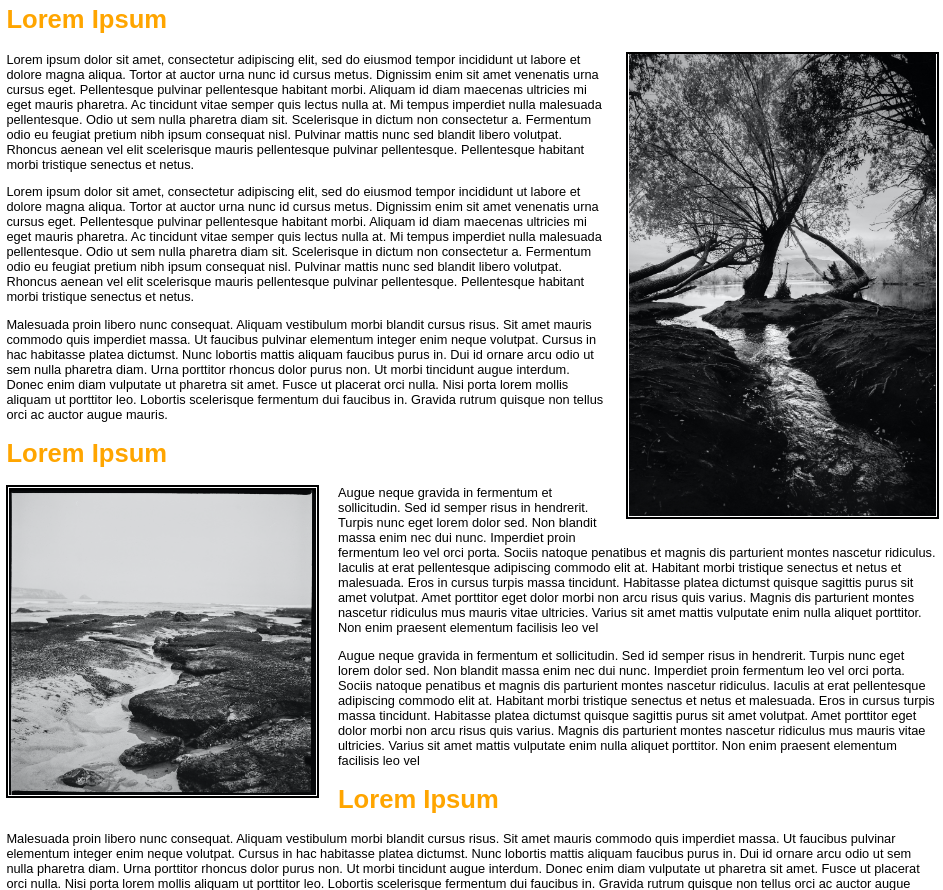 Lorem Ipsum
Lorem ipsum dolor sit amet, consectetur adipiscing elit, sed do eiusmod tempor incididunt ut labore et
dolore magna aliqua. Tortor at auctor urna nunc id cursus metus. Dignissim enim sit amet venenatis urna
cursus eget. Pellentesque pulvinar pellentesque habitant morbi. Aliquam id diam maecenas ultricies mi
eget mauris pharetra. Ac tincidunt vitae semper quis lectus nulla at. Mi tempus imperdiet nulla malesuada
pellentesque. Odio ut sem nulla pharetra diam sit. Scelerisque in dictum non consectetur a. Fermentum
odio eu feugiat pretium nibh ipsum consequat nisl. Pulvinar mattis nunc sed blandit libero volutpat.
Rhoncus aenean vel elit scelerisque mauris pellentesque pulvinar pellentesque. Pellentesque habitant
morbi tristique senectus et netus.
Lorem ipsum dolor sit amet, consectetur adipiscing elit, sed do eiusmod tempor incididunt ut labore et
dolore magna aliqua. Tortor at auctor urna nunc id cursus metus. Dignissim enim sit amet venenatis urna
cursus eget. Pellentesque pulvinar pellentesque habitant morbi. Aliquam id diam maecenas ultricies mi
eget mauris pharetra. Ac tincidunt vitae semper quis lectus nulla at. Mi tempus imperdiet nulla malesuada
pellentesque. Odio ut sem nulla pharetra diam sit. Scelerisque in dictum non consectetur a. Fermentum
odio eu feugiat pretium nibh ipsum consequat nisl. Pulvinar mattis nunc sed blandit libero volutpat.
Rhoncus aenean vel elit scelerisque mauris pellentesque pulvinar pellentesque. Pellentesque habitant
morbi tristique senectus et netus.
Malesuada proin libero nunc consequat. Aliquam vestibulum morbi blandit cursus risus. Sit amet mauris
commodo quis imperdiet massa. Ut faucibus pulvinar elementum integer enim neque volutpat. Cursus in
hac habitasse platea dictumst. Nunc lobortis mattis aliquam faucibus purus in. Dui id ornare arcu odio ut
sem nulla pharetra diam. Urna porttitor rhoncus dolor purus non. Ut morbi tincidunt augue interdum.
Donec enim diam vulputate ut pharetra sit amet. Fusce ut placerat orci nulla. Nisi porta lorem mollis
aliquam ut porttitor leo. Lobortis scelerisque fermentum dui faucibus in. Gravida rutrum quisque non tellus
orci ac auctor augue mauris.
Lorem Ipsum
Augue neque gravida in fermentum et
sollicitudin. Sed id semper risus in hendrerit.
Turpis nunc eget lorem dolor sed. Non blandit
massa enim nec dui nunc. Imperdiet proin
fermentum leo vel orci porta. Sociis natoque penatibus et magnis dis parturient montes nascetur ridiculus.
Iaculis at erat pellentesque adipiscing commodo elit at. Habitant morbi tristique senectus et netus et
malesuada. Eros in cursus turpis massa tincidunt. Habitasse platea dictumst quisque sagittis purus sit
amet volutpat. Amet porttitor eget dolor morbi non arcu risus quis varius. Magnis dis parturient montes
nascetur ridiculus mus mauris vitae ultricies. Varius sit amet mattis vulputate enim nulla aliquet porttitor.
Non enim praesent elementum facilisis leo vel
Augue neque gravida in fermentum et sollicitudin. Sed id semper risus in hendrerit. Turpis nunc eget
lorem dolor sed. Non blandit massa enim nec dui nunc. Imperdiet proin fermentum leo vel orci porta.
Sociis natoque penatibus et magnis dis parturient montes nascetur ridiculus. Iaculis at erat pellentesque
adipiscing commodo elit at. Habitant morbi tristique senectus et netus et malesuada. Eros in cursus turpis
massa tincidunt. Habitasse platea dictumst quisque sagittis purus sit amet volutpat. Amet porttitor eget
dolor morbi non arcu risus quis varius. Magnis dis parturient montes nascetur ridiculus mus mauris vitae
ultricies. Varius sit amet mattis vulputate enim nulla aliquet porttitor. Non enim praesent elementum
facilisis leo vel
Lorem Ipsum
Malesuada proin libero nunc consequat. Aliquam vestibulum morbi blandit cursus risus. Sit amet mauris commodo quis imperdiet massa. Ut faucibus pulvinar
elementum integer enim neque volutpat. Cursus in hac habitasse platea dictumst. Nunc lobortis mattis aliquam faucibus purus in. Dui id ornare arcu odio ut sem
nulla pharetra diam. Urna porttitor rhoncus dolor purus non. Ut morbi tincidunt augue interdum. Donec enim diam vulputate ut pharetra sit amet. Fusce ut placerat
orci nulla. Nisi porta lorem mollis aliquam ut porttitor leo. Lobortis scelerisque fermentum dui faucibus in. Gravida rutrum quisque non tellus orci ac auctor augue